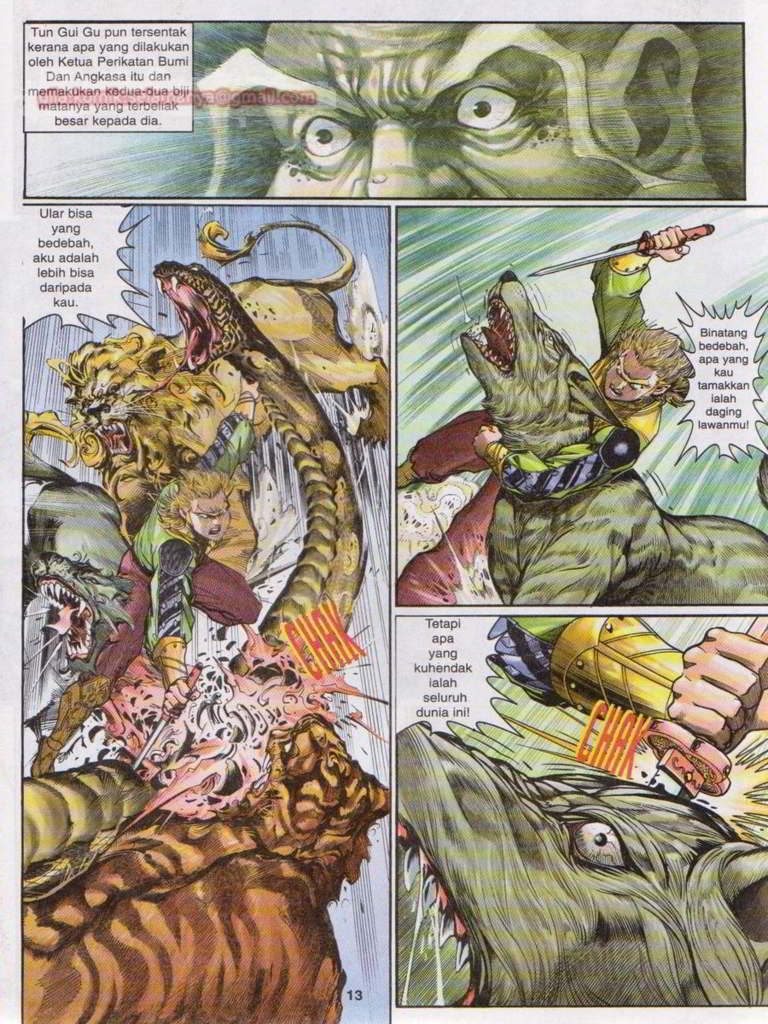 Tun Gui Gu pun tersentak
kerana apa yang dilakukan
oleh Ketua Perikatan Bumi
Dan Angkasa itu dan
memakukan kedua-dua biji
matanya yang terbeliak
besar kepada dia.
Ular bisa
yang
bedebah,
aku adalah
lebih bisa
daripada
kau.
CHAK
Binatang
bedebah,
apa yang
kau
tamakkan
ialah
daging
lawanmu!
Tetapi
apa
yang
kuhendak
ialah
seluruh
dunia ini!
CHAK
13